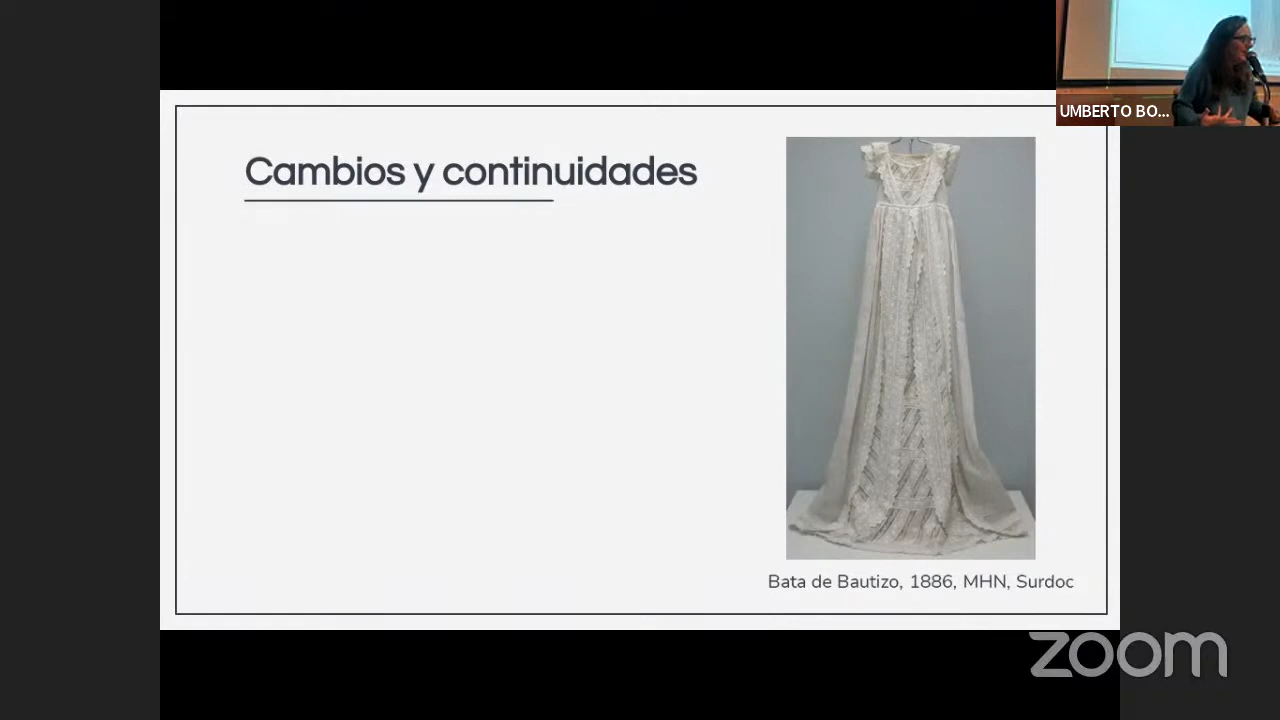 UMBERTO BO...
Cambios y continuidades
Bata de Bautizo, 1886, MHN, Surdoc
zoom